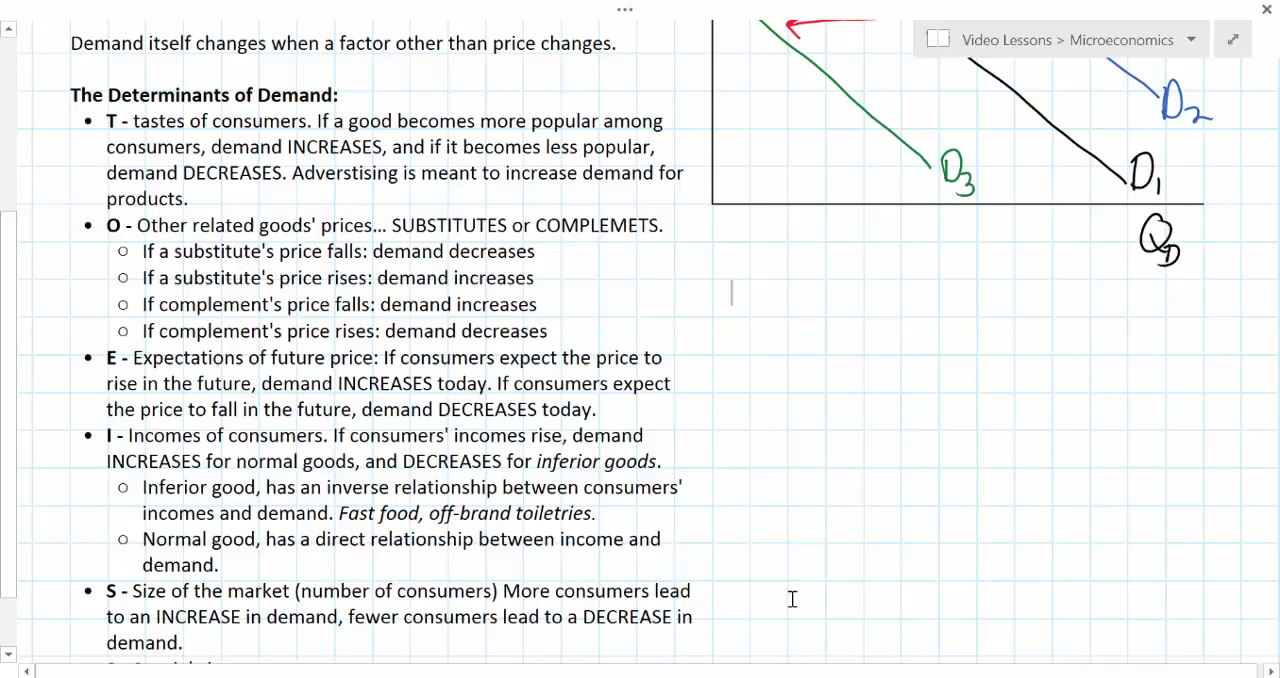 Video Lessons > Microeconomics
Demand itself changes when a factor other than price changes.
The Determinants of Demand:
• T - tastes of consumers. If a good becomes more popular among
consumers, demand INCREASES, and if it becomes less popular,
demand DECREASES. Adverstising is meant to increase demand for
products.
• O - Other related goods' prices... SUBSTITUTES or COMPLEMETS.
○ If a substitute's price falls: demand decreases
○ If a substitute's price rises: demand increases
○ If complement's price falls: demand increases
○ If complement's price rises: demand decreases
• E - Expectations of future price: If consumers expect the price to
rise in the future, demand INCREASES today. If consumers expect
the price to fall in the future, demand DECREASES today.
• I - Incomes of consumers. If consumers' incomes rise, demand
INCREASES for normal goods, and DECREASES for inferior goods.
○ Inferior good, has an inverse relationship between consumers'
incomes and demand. Fast food, off-brand toiletries.
○ Normal good, has a direct relationship between income and
demand.
• S - Size of the market (number of consumers) More consumers lead
to an INCREASE in demand, fewer consumers lead to a DECREASE in
demand.
D2
D3
D1
QD